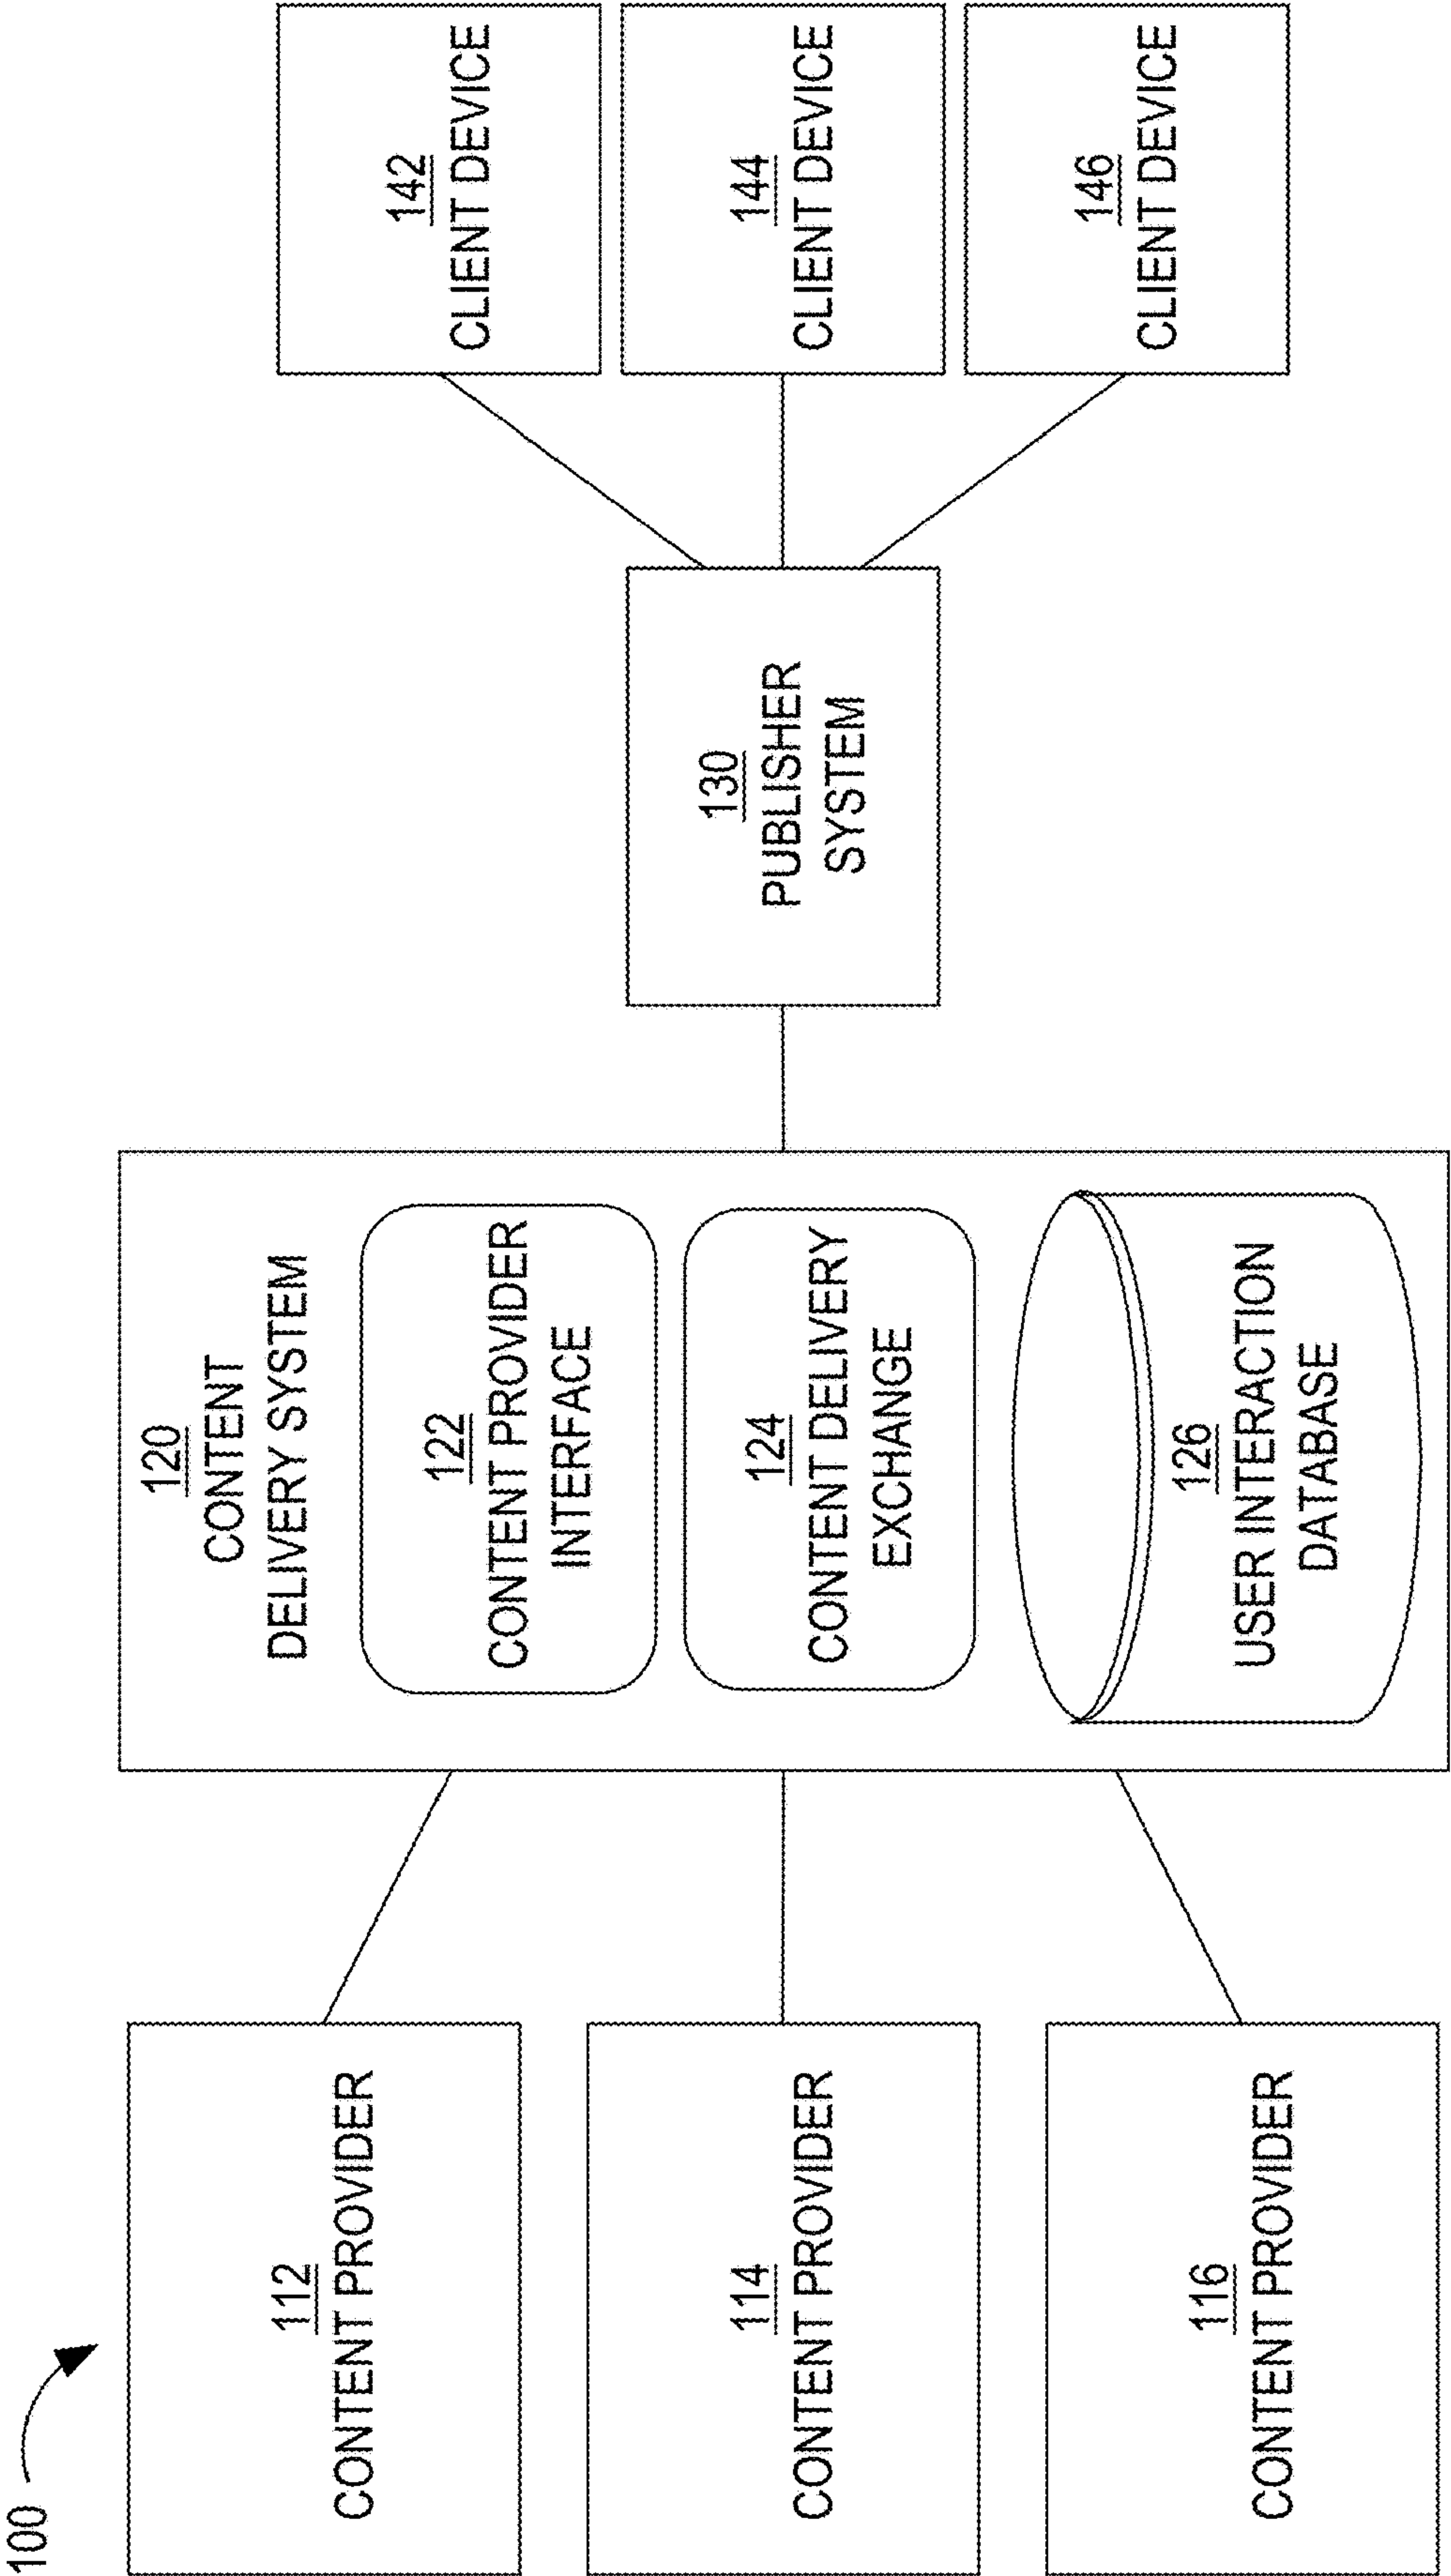 100
112
CONTENT PROVIDER
114
CONTENT PROVIDER
116
CONTENT PROVIDER
120
CONTENT
DELIVERY SYSTEM
122
CONTENT PROVIDER
INTERFACE
124
CONTENT DELIVERY
EXCHANGE
126
USER INTERACTION
DATABASE
130
PUBLISHER
SYSTEM
142
CLIENT DEVICE
144
CLIENT DEVICE
146
CLIENT DEVICE